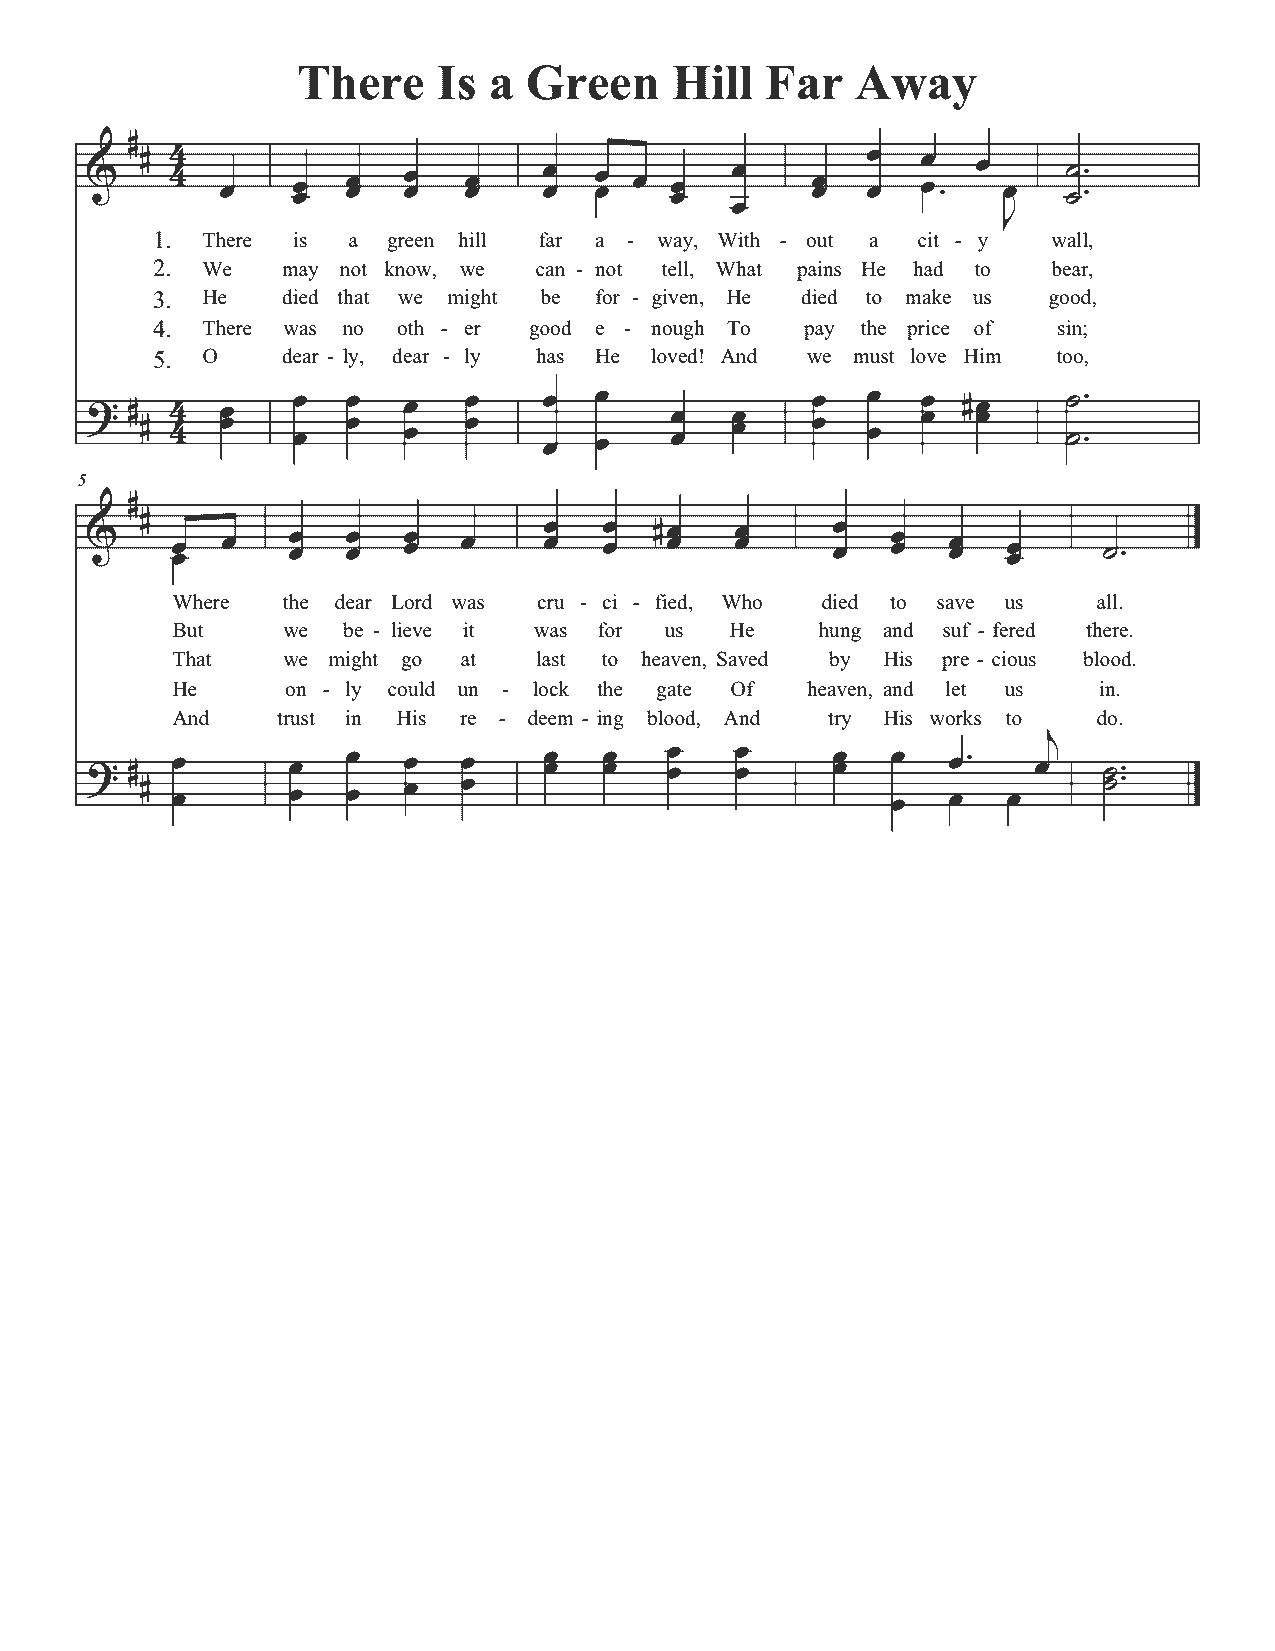 There Is a Green Hill Far Away
1. There is a green hill far a - way, With - out a cit - y wall,
2. We may not know, we can - not tell, What pains He had to bear,
3. He died that we might be for - given, He died to make us good,
4. There was no oth - er good e - nough To pay the price of sin;
5. O dear - ly, dear - ly has He loved! And we must love Him too,
5
Where the dear Lord was cru - ci - fied, Who died to save us all.
But we be - lieve it was for us He hung and suf - fered there.
That we might go at last to heaven, Saved by His pre - cious blood.
He on - ly could un - lock the gate Of heaven, and let us in.
And trust in His re - deem - ing blood, And try His works to do.